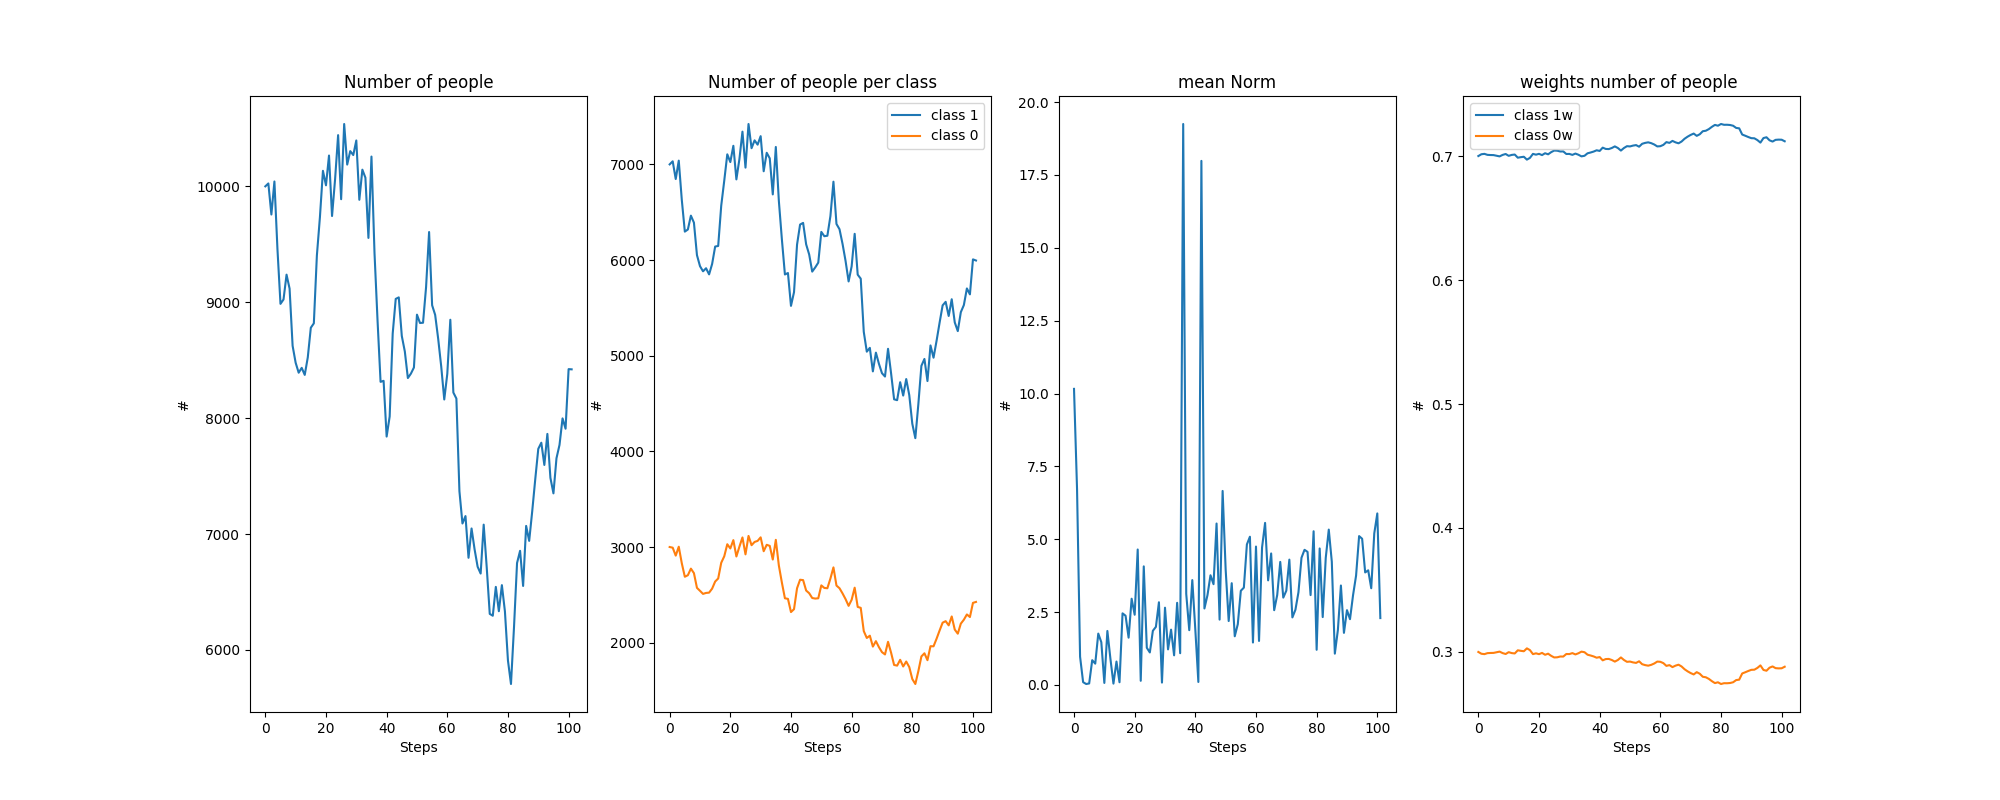 Number of people
10000
9000
8000
7000
6000
#
0 20 40 60 80 100
Steps
Number of people per class
class 1
class 0
7000
6000
5000
4000
3000
2000
#
0 20 40 60 80 100
Steps
mean Norm
20.0
17.5
15.0
12.5
10.0
7.5
5.0
2.5
0.0
#
0 20 40 60 80 100
Steps
weights number of people
class 1w
class 0w
0.7
0.6
0.5
0.4
0.3
#
0 20 40 60 80 100
Steps